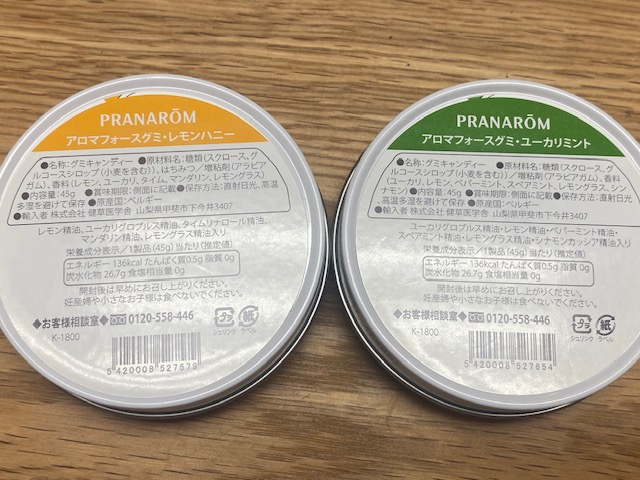 PRANARŌM
アロマフォースグミ・レモンハニー
●名称:グミキャンディー ●原材料名:糖類(スクロース、グ
ルコースシロップ(小麦を含む))、はちみつ/増粘剤(アラビア
ガム)、香料(レモン、ユーカリ、タイム、マンダリン、レモングラス)
●内容量:45g ●賞味期限:側面に記載 ●保存方法:直射日光、高温
多湿を避けて保存 ●原産国:ベルギー
●輸入者 株式会社 健草医学舎 山梨県甲斐市下今井3407
レモン精油、ユーカリグロブルス精油、タイムリナロール精油、
マンダリン精油、レモングラス精油入り
栄養成分表示/1製品(45g)当たり(推定値)
エネルギー 136kcal たんぱく質0.5g 脂質 0g
炭水化物 26.7g 食塩相当量 0g
開封後は早めにお召し上がりください。
妊産婦や小さなお子様は食べないでください。
◆お客様相談室◆ 0120-558-446
K-1800
プラ 紙
シュリンク ラベル
5 420008 527579
PRANARŌM
アロマフォースグミ・ユーカリミント
●名称:グミキャンディー ●原材料名:糖類(スクロース、グ
ルコースシロップ(小麦を含む))/増粘剤(アラビアガム)、香料
(ユーカリ、レモン、ペパーミント、スペアミント、レモングラス、シン
ナモン) ●内容量:45g ●賞味期限:側面に記載 ●保存方法:直射日光、
高温多湿を避けて保存 ●原産国:ベルギー
●輸入者 株式会社 健草医学舎 山梨県甲斐市下今井3407
ユーカリグロブルス精油・レモン精油・ペパーミント精油・
スペアミント精油・レモングラス精油・シナモンカッシア精油入り
栄養成分表示/1製品(45g)当たり(推定値)
エネルギー 136kcal たんぱく質0.5g 脂質 0g
炭水化物 26.7g 食塩相当量 0g
開封後は早めにお召し上がりください。
妊産婦や小さなお子様は食べないでください。
◆お客様相談室◆ 0120-558-446
K-1800
プラ 紙
シュリンク ラベル
5 420008 527654